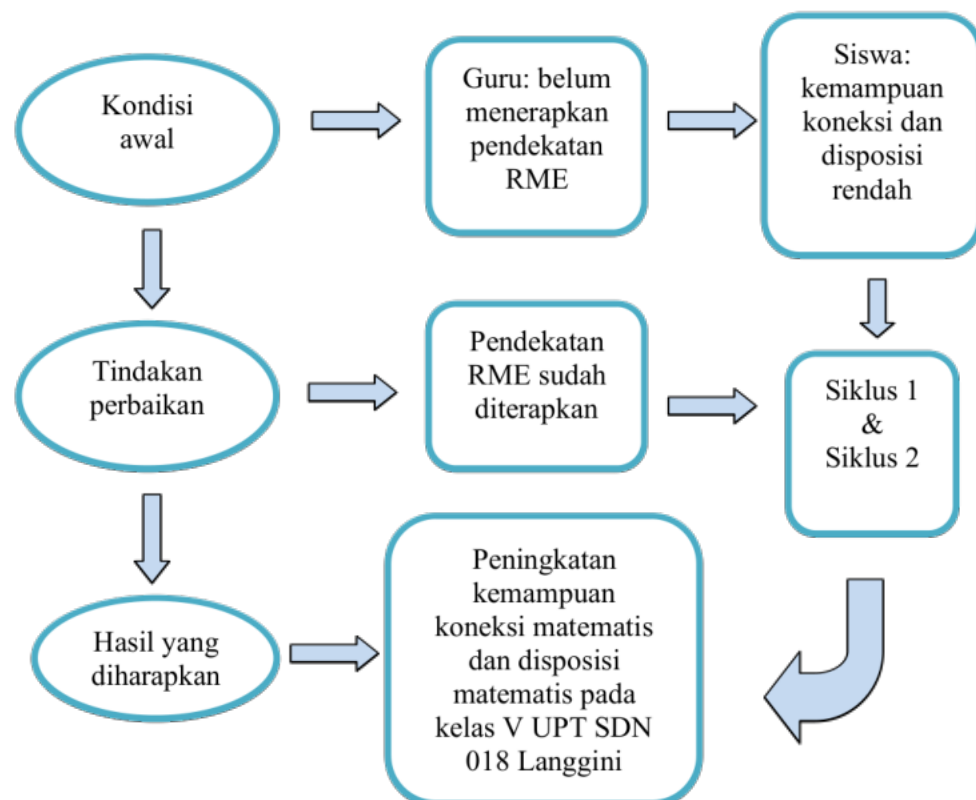 Kondisi
awal
Guru: belum
menerapkan
pendekatan
RME
Siswa:
kemampuan
koneksi dan
disposisi
rendah
Tindakan
perbaikan
Pendekatan
RME sudah
diterapkan
Siklus 1
&
Siklus 2
Hasil yang
diharapkan
Peningkatan
kemampuan
koneksi matematis
dan disposisi
matematis pada
kelas V UPT SDN
018 Langgini